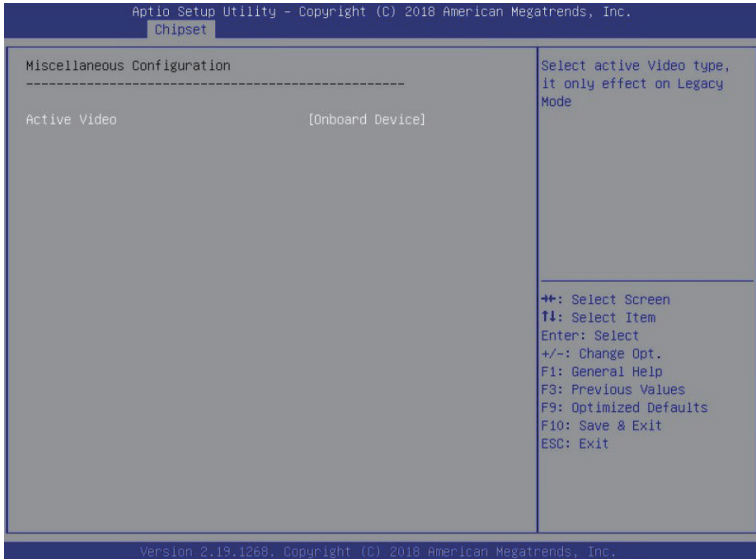 Aptio Setup Utility – Copyright (C) 2018 American Megatrends, Inc.
Chipset
Miscellaneous Configuration
--------------------------------------------------
Active Video [Onboard Device]
Select active Video type,
it only effect on Legacy
Mode
→←: Select Screen
↑↓: Select Item
Enter: Select
+/-: Change Opt.
F1: General Help
F3: Previous Values
F9: Optimized Defaults
F10: Save & Exit
ESC: Exit
Version 2.19.1268. Copyright (C) 2018 American Megatrends, Inc.